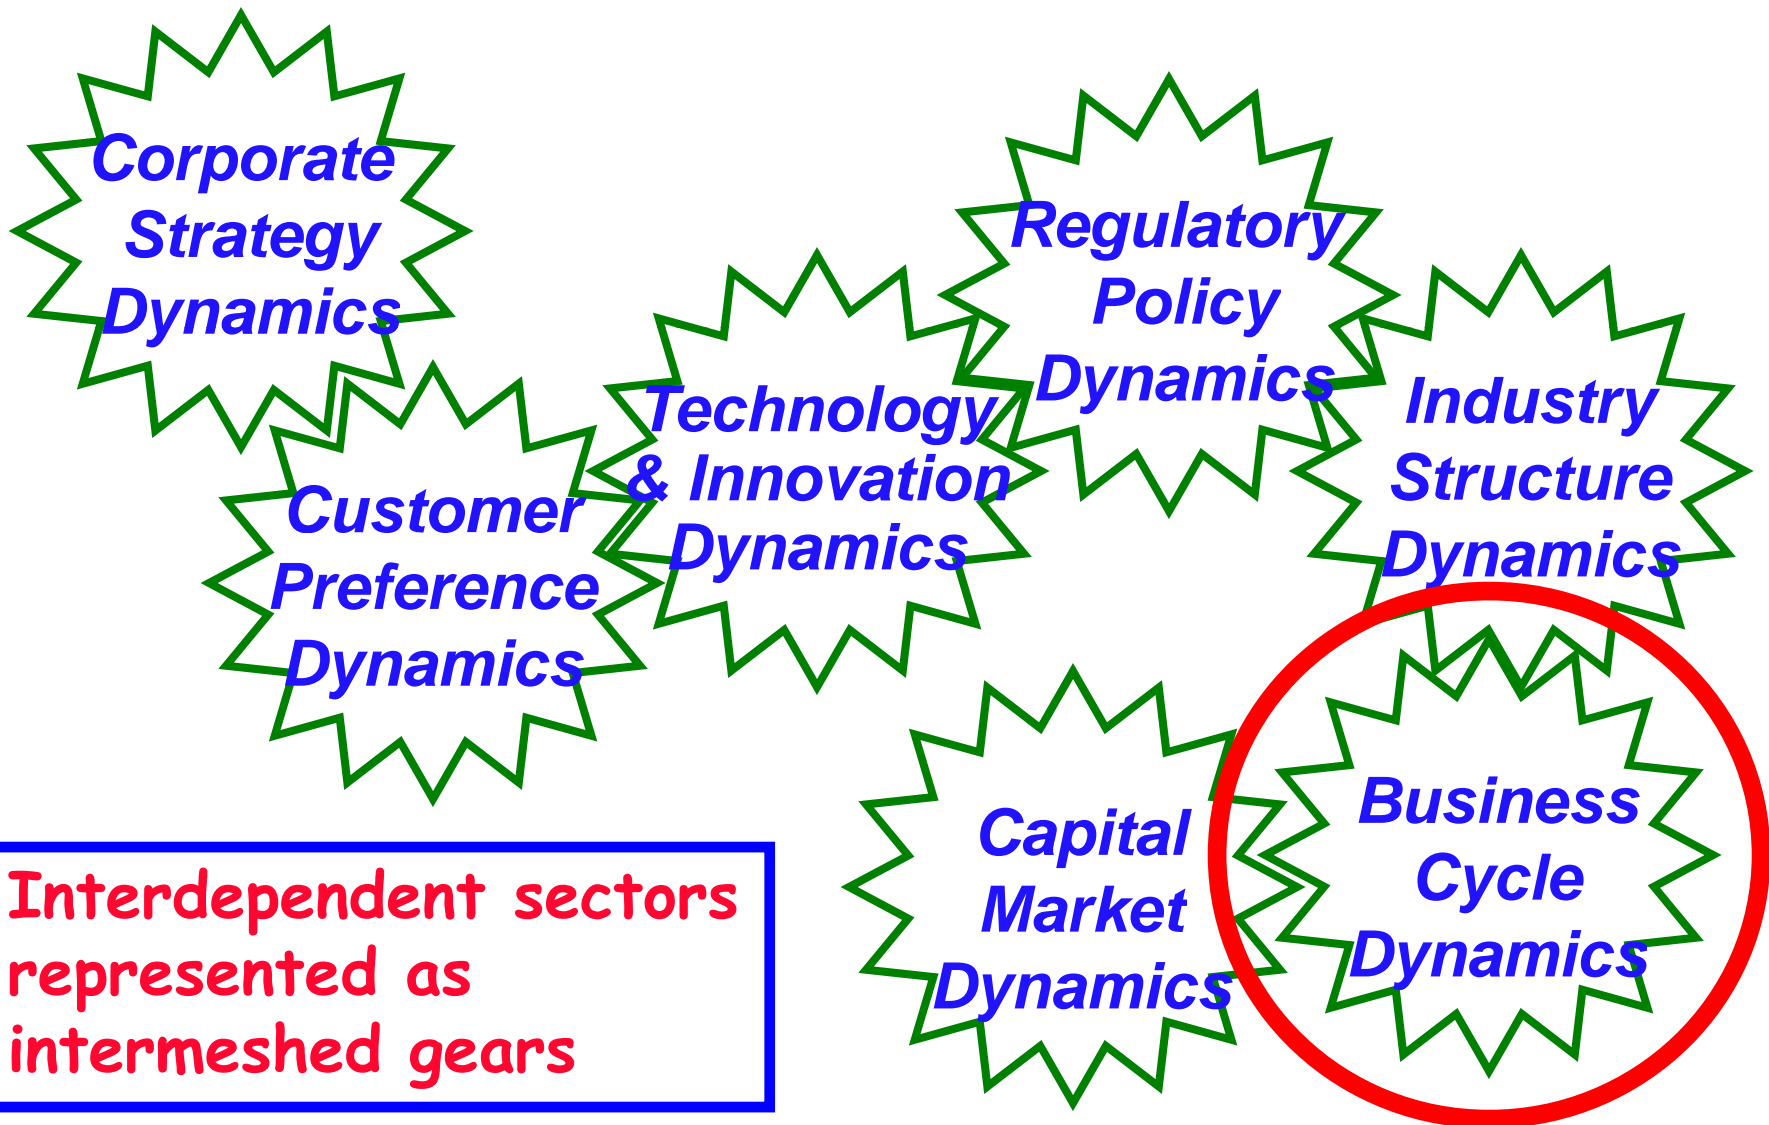 Corporate
Strategy
Dynamics
Customer
Preference
Dynamics
Technology
& Innovation
Dynamics
Regulatory
Policy
Dynamics
Industry
Structure
Dynamics
Capital
Market
Dynamics
Business
Cycle
Dynamics
Interdependent sectors
represented as
intermeshed gears